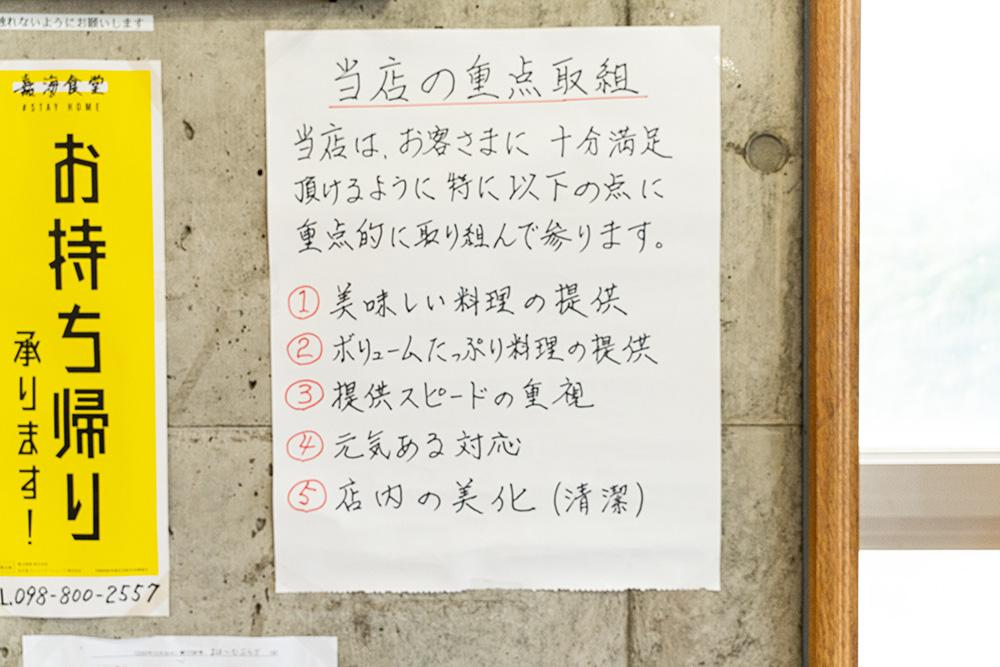 触れないようにお願いします
嘉海食堂
#STAY HOME
お持ち帰り
承ります!
098-800-2557
当店の重点取組
当店は、お客さまに 十分満足
頂けるように 特に以下の点に
重点的に取り組んで参ります。
① 美味しい料理の提供
② ボリュームたっぷり料理の提供
③ 提供スピードの重視
④ 元気ある対応
⑤ 店内の美化 (清潔)